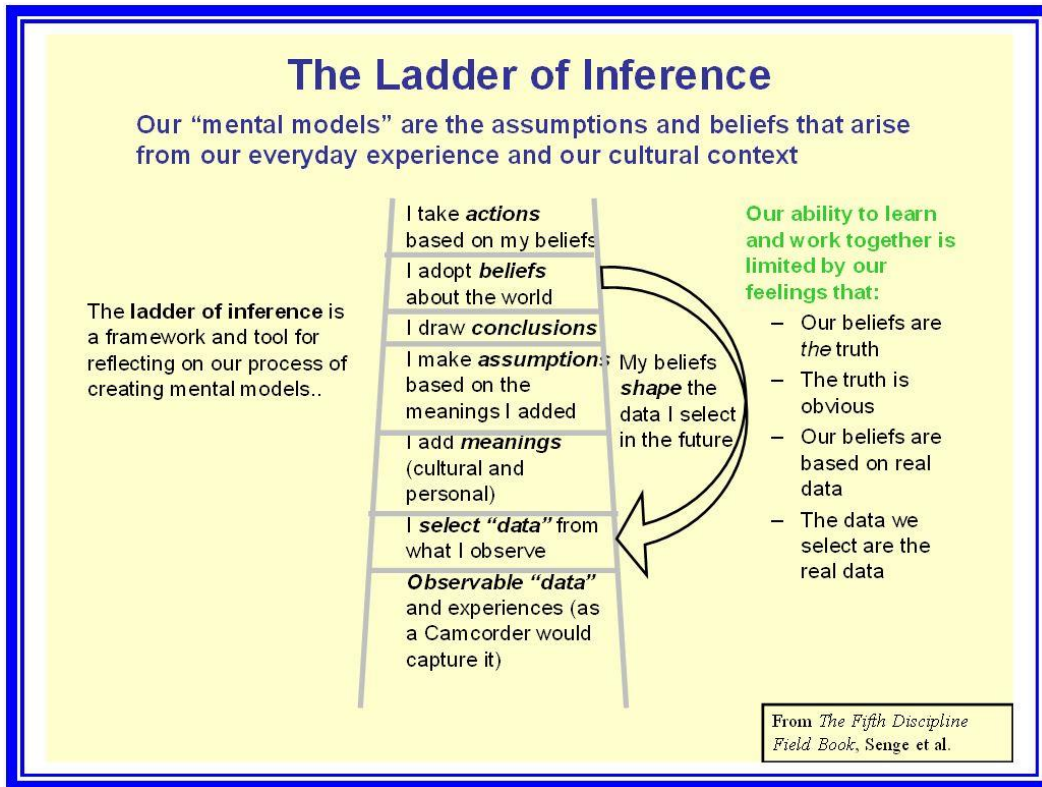 The Ladder of Inference
Our “mental models” are the assumptions and beliefs that arise
from our everyday experience and our cultural context
The ladder of inference is
a framework and tool for
reflecting on our process of
creating mental models..
I take actions
based on my beliefs
I adopt beliefs
about the world
I draw conclusions
I make assumptions
based on the
meanings I added
I add meanings
(cultural and
personal)
I select “data” from
what I observe
Observable “data”
and experiences (as
a Camcorder would
capture it)
My beliefs
shape the
data I select
in the future
Our ability to learn
and work together is
limited by our
feelings that:
– Our beliefs are
the truth
– The truth is
obvious
– Our beliefs are
based on real
data
– The data we
select are the
real data
From The Fifth Discipline
Field Book, Senge et al.